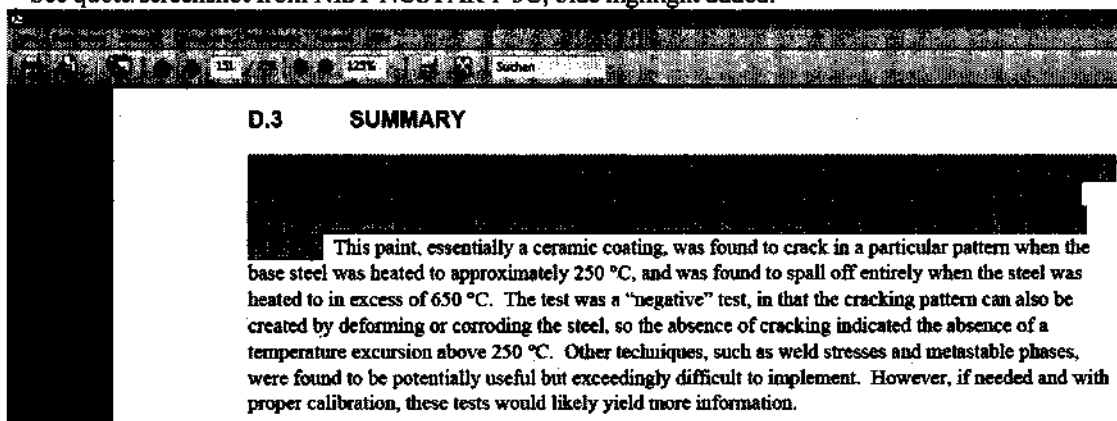 See quote/screenshot from NIST NCSTAR 1-3C, blue highlight added:
151
125%
Suchen
D.3 SUMMARY
This paint, essentially a ceramic coating, was found to crack in a particular pattern when the
base steel was heated to approximately 250 °C, and was found to spall off entirely when the steel was
heated to in excess of 650 °C. The test was a “negative” test, in that the cracking pattern can also be
created by deforming or corroding the steel, so the absence of cracking indicated the absence of a
temperature excursion above 250 °C. Other techniques, such as weld stresses and metastable phases,
were found to be potentially useful but exceedingly difficult to implement. However, if needed and with
proper calibration, these tests would likely yield more information.